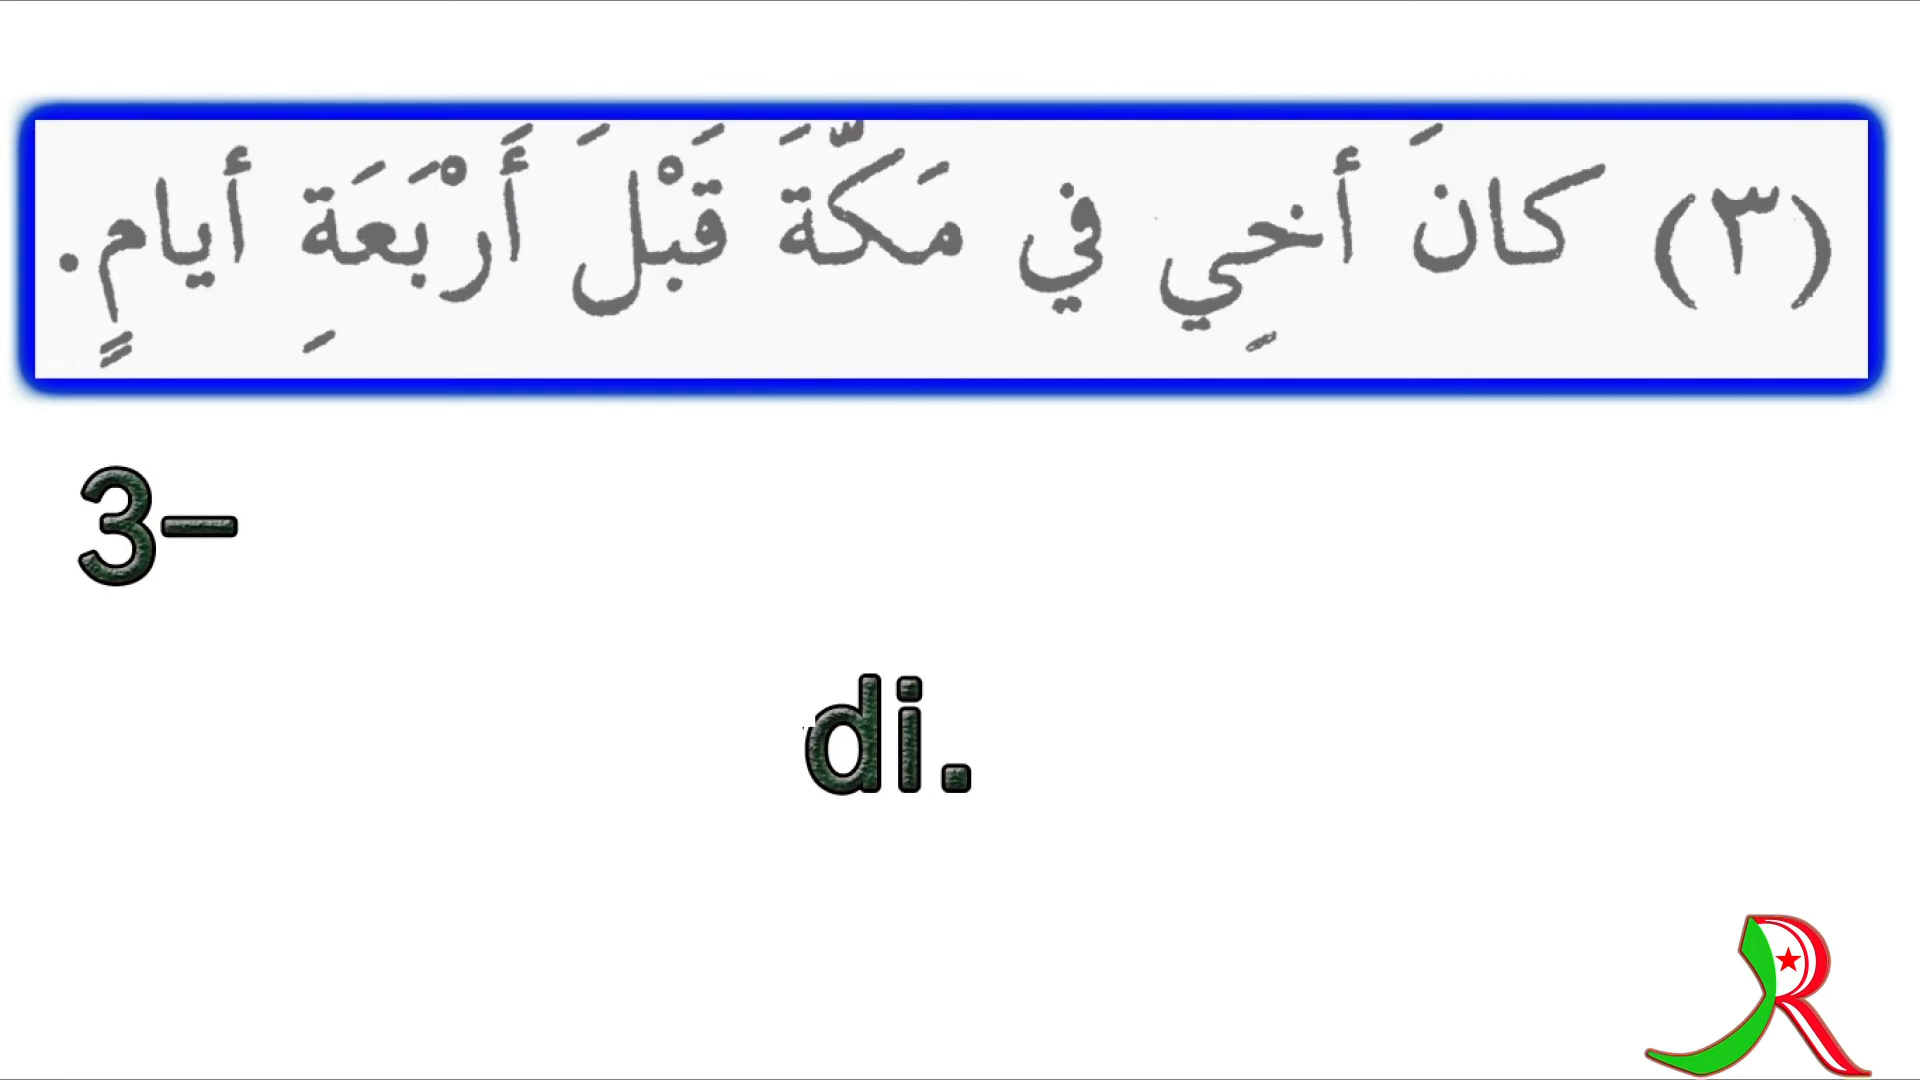 (٣) كانَ أخِي في مَكّةَ قَبْلَ أَرْبَعَةِ أيامٍ.
3-
di.